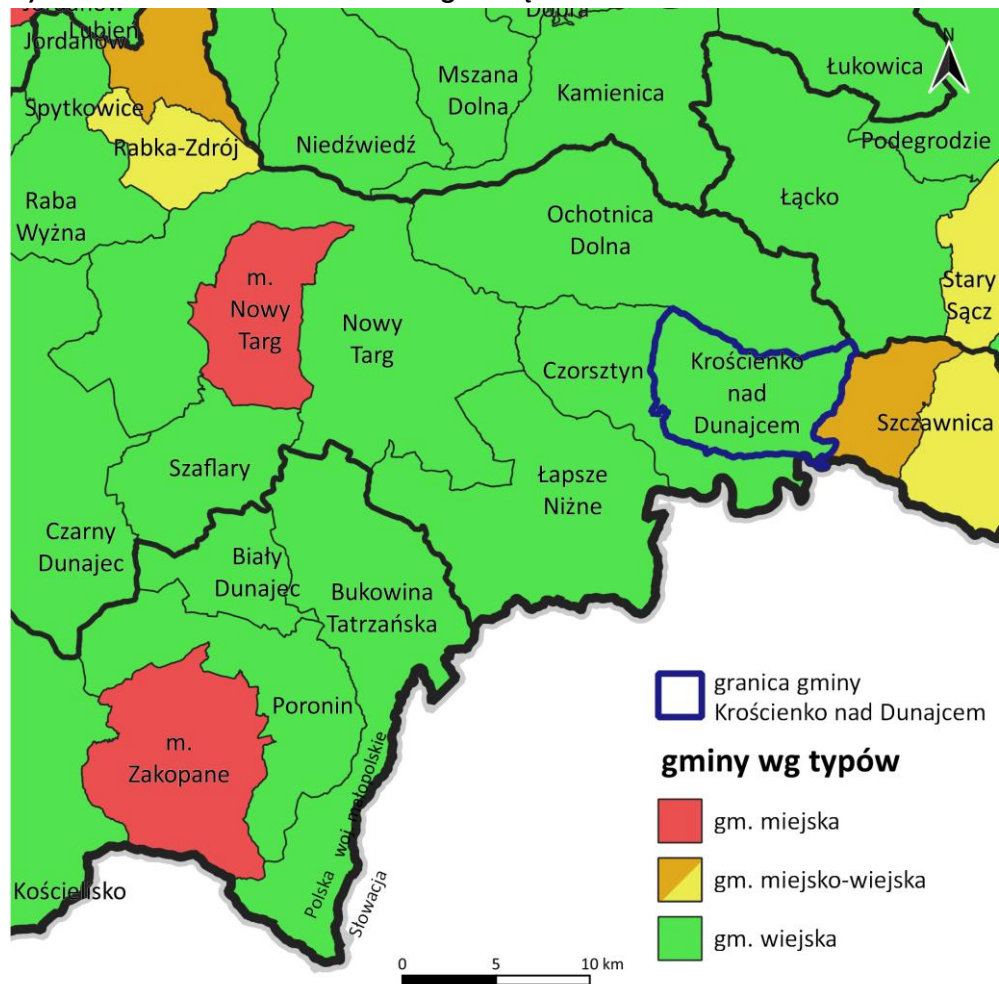 Jordanów
Lubień
Jordanów
Spytkowice
Rabka-Zdrój
Raba
Wyżna
Niedźwiedź
Mszana
Dolna
Kamienica
Łukowica
N
Podegrodzie
Łącko
Ochotnica
Dolna
Stary
Sącz
m.
Nowy
Targ
Nowy
Targ
Czorsztyn
Krościenko
nad
Dunajcem
Szczawnica
Szaflary
Łapsze
Niżne
Czarny
Dunajec
Biały
Dunajec
Bukowina
Tatrzańska
Poronin
m.
Zakopane
Kościelisko
Polska woj. małopolskie
Słowacja
granica gminy
Krościenko nad Dunajcem
gminy wg typów
gm. miejska
gm. miejsko-wiejska
gm. wiejska
0 5 10 km